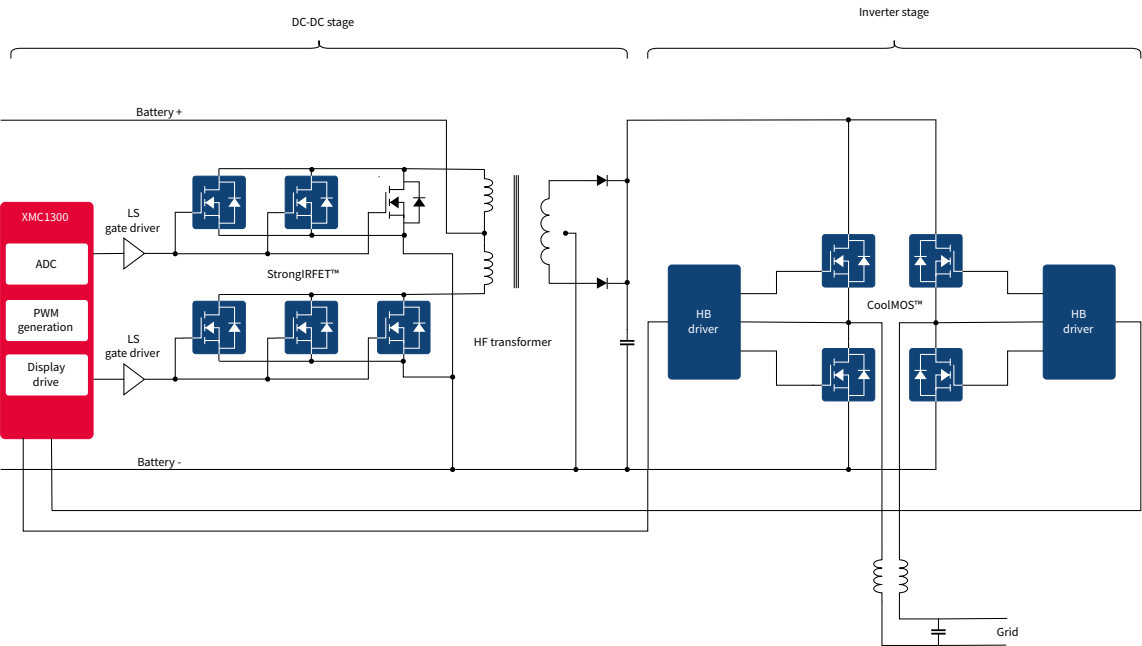 DC-DC stage
Inverter stage
Battery +
XMC1300
ADC
PWM
generation
Display
drive
LS
gate driver
StrongIRFET™
LS
gate driver
HF transformer
HB
driver
CoolMOS™
HB
driver
Battery -
Grid